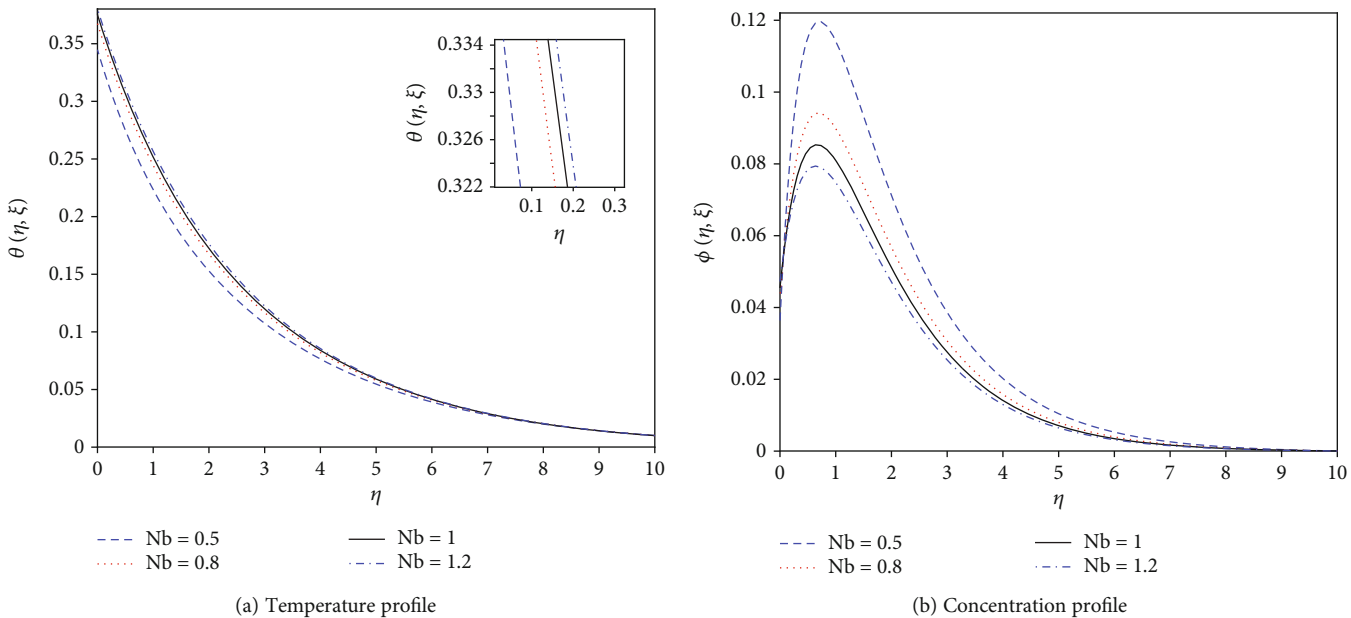 0.35
0.3
0.25
0.2
0.15
0.1
0.05
0
θ (η, ξ)
0 1 2 3 4 5 6 7 8 9 10
η
0.334
0.33
0.326
0.322
θ (η, ξ)
0.1 0.2 0.3
η
Nb = 0.5
Nb = 0.8
Nb = 1
Nb = 1.2
(a) Temperature profile
0.12
0.10
0.08
0.06
0.04
0.02
0
ϕ (η, ξ)
0 1 2 3 4 5 6 7 8 9 10
η
Nb = 0.5
Nb = 0.8
Nb = 1
Nb = 1.2
(b) Concentration profile